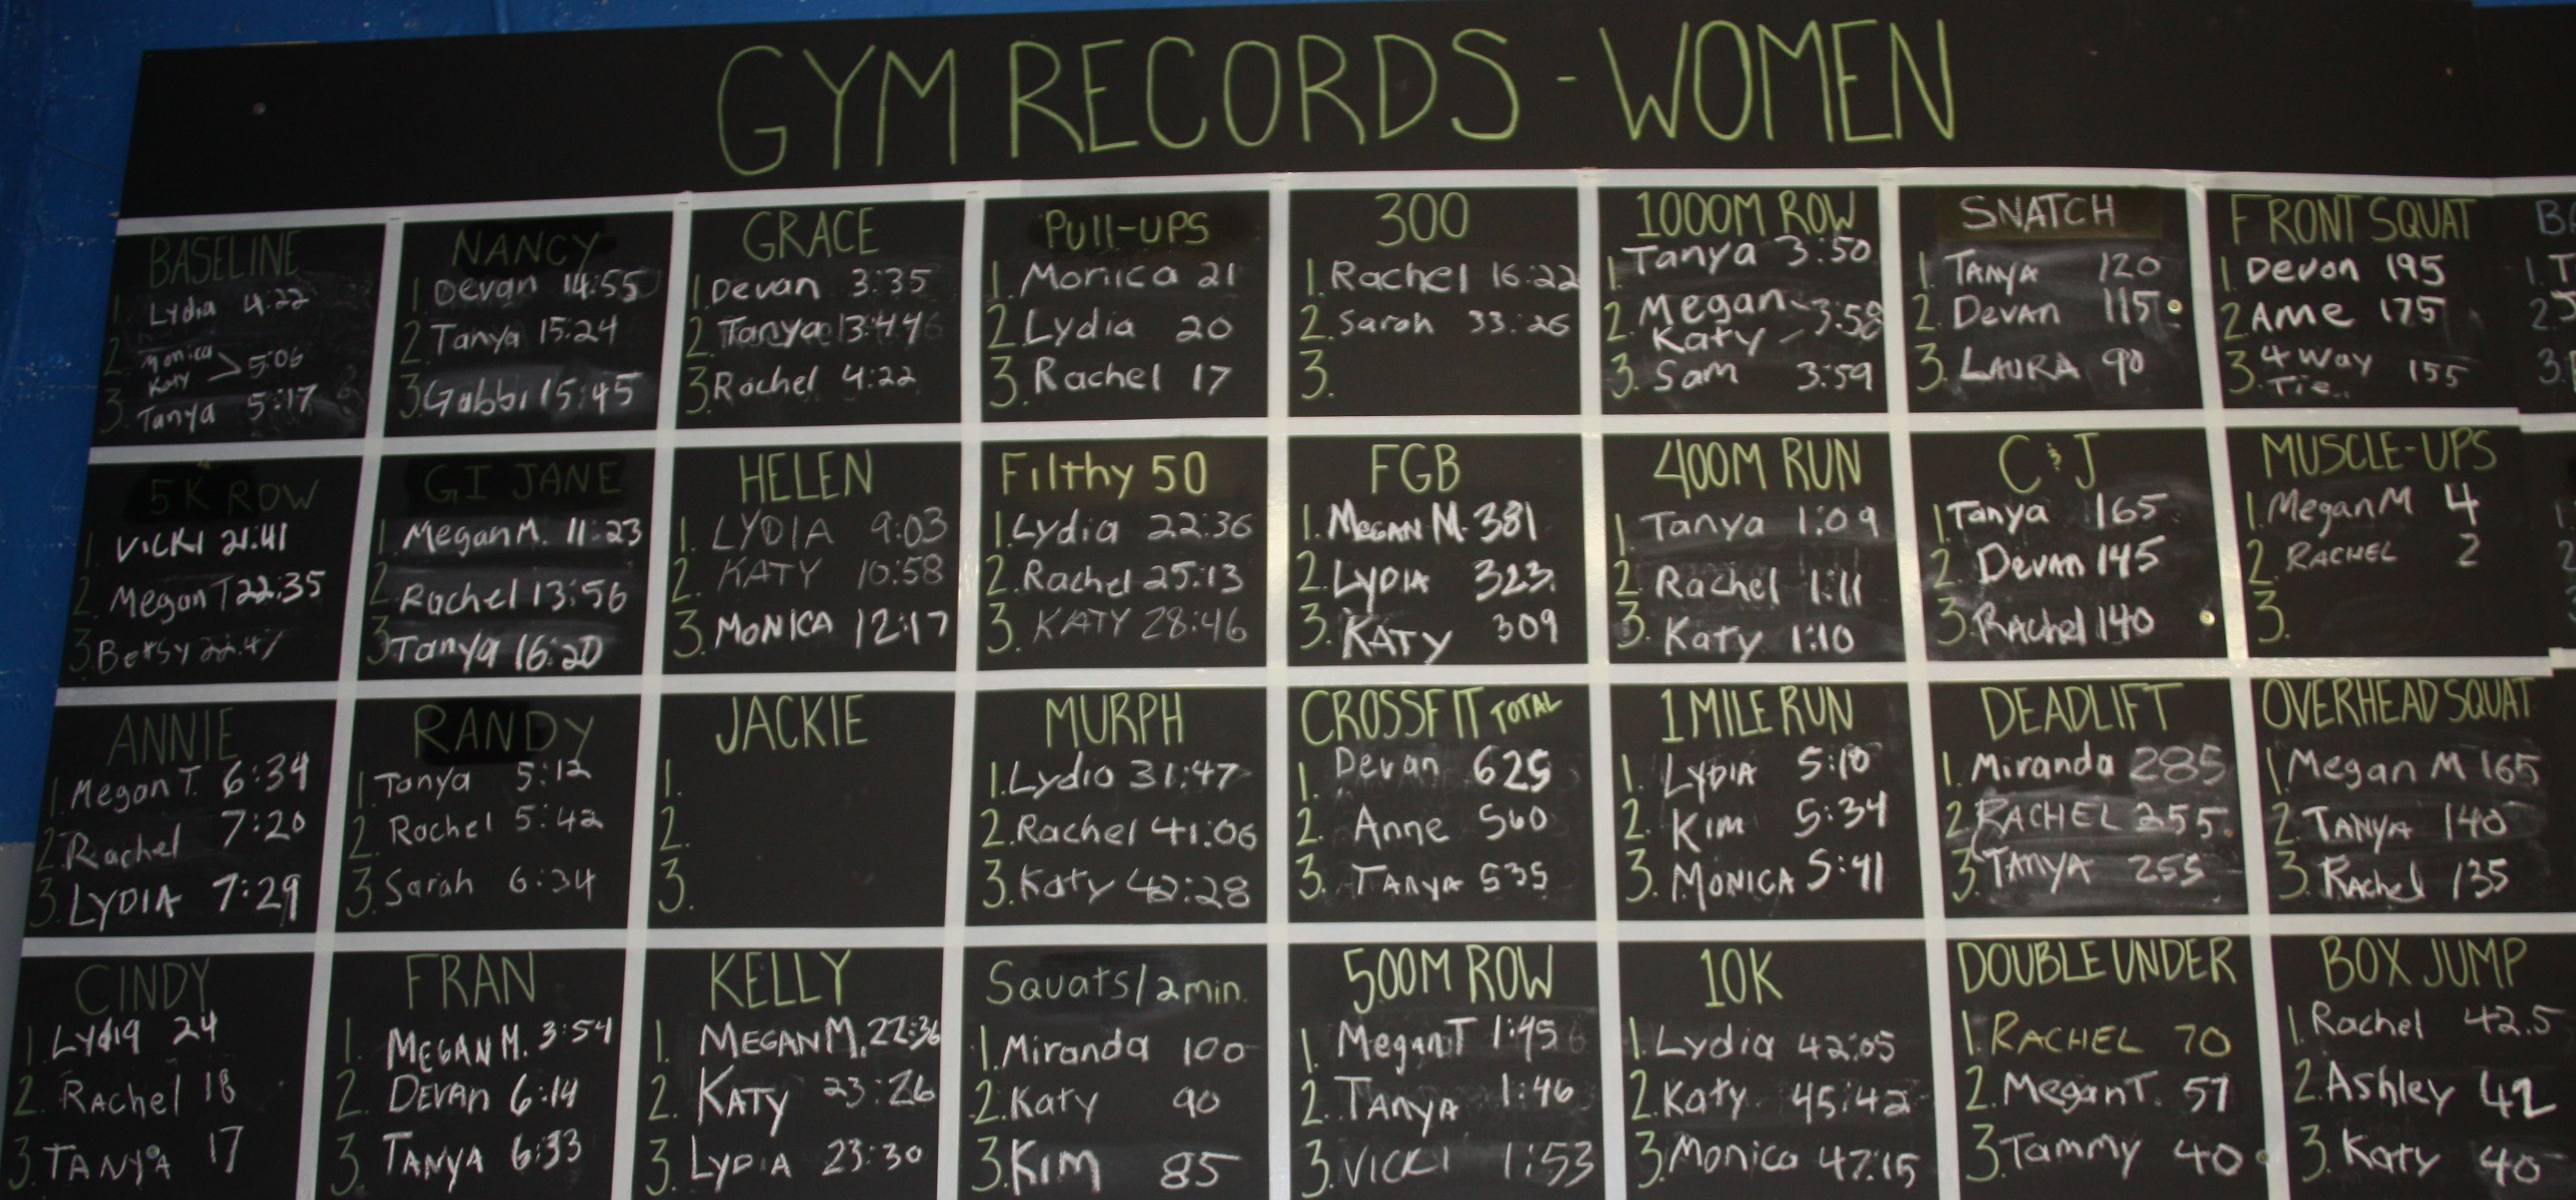 GYM RECORDS - WOMEN
BASELINE
1. Lydia 4:22
2. Monica
Katy > 5:06
3. Tanya 5:17
NANCY
1. Devan 14:55
2. Tanya 15:24
3. Gabbi 15:45
GRACE
1. Devan 3:35
2. Tanya 3:44
3. Rachel 4:22
Pull-UPS
1. Monica 21
2. Lydia 20
3. Rachel 17
300
1. Rachel 16:22
2. Sarah 33:26
3.
1000M ROW
1. Tanya 3:50
2. Megan - 3:58
Katy
3. Sam 3:59
SNATCH
1. TANYA 120
2. DEVAN 115
3. LAURA 90
FRONT SQUAT
1. Devon 195
2. Ame 175
3. 4 Way 155
Tie..
5K ROW
1. VICKI 21:41
2. Megan T 22:35
3. Betsy 22:47
GI JANE
1. Megan M. 11:23
2. Rachel 13:56
3. Tanya 16:20
HELEN
1. LYDIA 9:03
2. KATY 10:58
3. MONICA 12:17
Filthy 50
1. Lydia 22:36
2. Rachel 25:13
3. KATY 28:46
FGB
1. MEGAN M. 381
2. LYDIA 323
3. KATY 309
400M RUN
1. Tanya 1:09
2. Rachel 1:11
3. Katy 1:10
C & J
1. Tanya 165
2. Devan 145
3. RAchel 140
MUSCLE-UPS
1. Megan M 4
2. RACHEL 2
3.
ANNIE
1. Megan T. 6:34
2. Rachel 7:20
3. LYDIA 7:29
RANDY
1. Tanya 5:12
2. Rachel 5:42
3. Sarah 6:34
JACKIE
1.
2.
3.
MURPH
1. Lydia 31:47
2. Rachel 41:06
3. Katy 42:28
CROSSFIT TOTAL
1. Devan 625
2. Anne 560
3. TANYA 535
1 MILE RUN
1. LYDIA 5:10
2. KIM 5:34
3. MONICA 5:41
DEADLIFT
1. Miranda 285
2. RACHEL 255
3. TANYA 255
OVERHEAD SQUAT
1. Megan M 165
2. TANYA 140
3. RAchel 135
CINDY
1. Lydia 24
2. RAchel 18
3. TANYA 17
FRAN
1. MEGAN M. 3:54
2. DEVAN 6:14
3. TANYA 6:33
KELLY
1. MEGAN M. 22:36
2. KATY 23:26
3. LYDIA 23:30
Squats/2min.
1. Miranda 100
2. Katy 90
3. KIM 85
500M ROW
1. Megan T 1:45
2. TANYA 1:46
3. VICKI 1:53
10K
1. Lydia 42:05
2. Katy 45:42
3. Monica 47:15
DOUBLE UNDER
1. RACHEL 70
2. Megan T. 57
3. Tammy 40
BOX JUMP
1. Rachel 42.5
2. Ashley 42
3. Katy 40